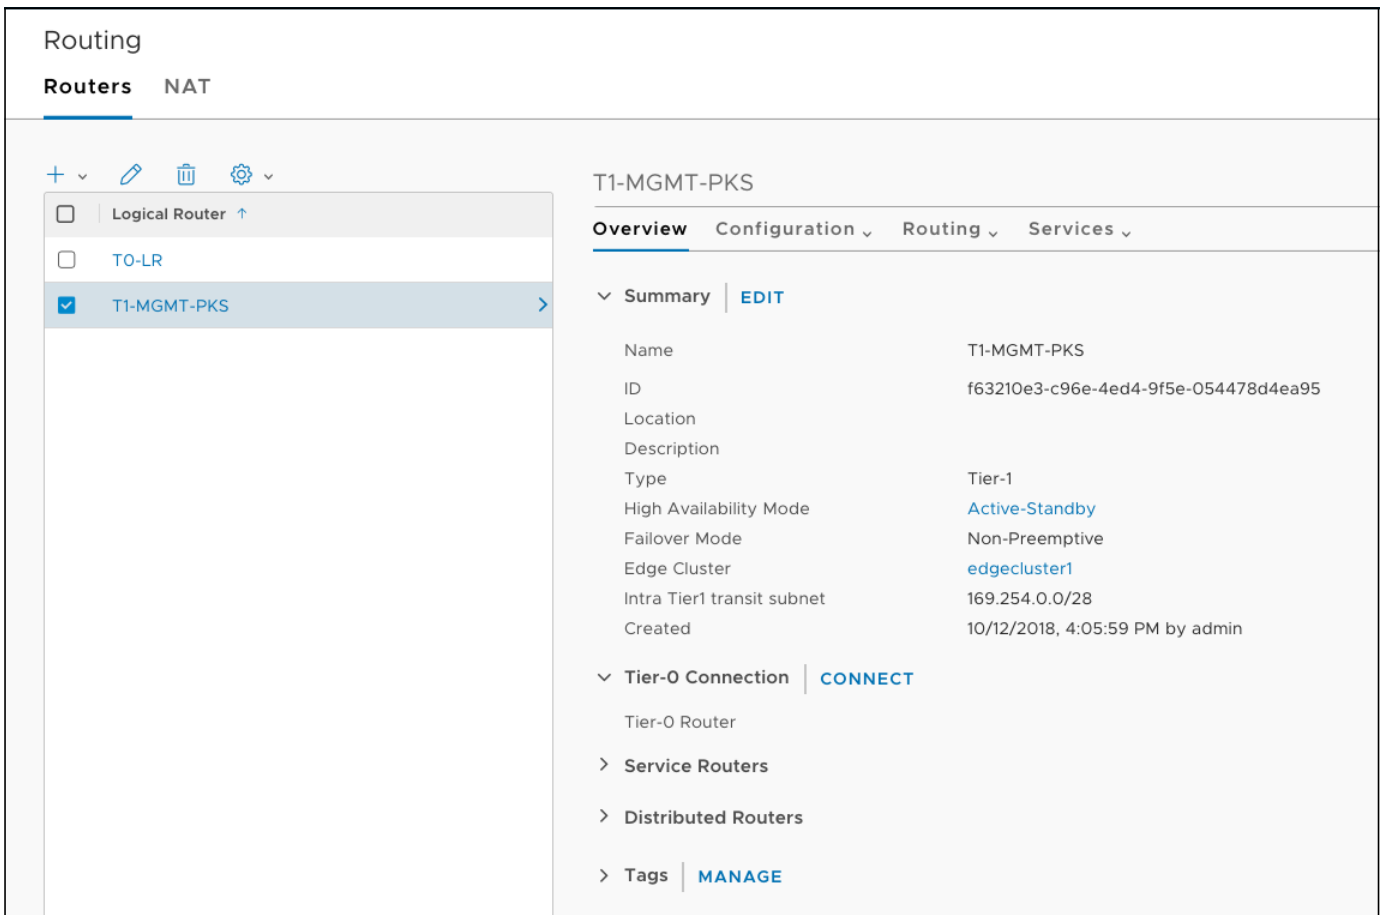 Routing
Routers NAT
Logical Router
T0-LR
T1-MGMT-PKS
T1-MGMT-PKS
Overview Configuration Routing Services
Summary EDIT
Name T1-MGMT-PKS
ID f63210e3-c96e-4ed4-9f5e-054478d4ea95
Location
Description
Type Tier-1
High Availability Mode Active-Standby
Failover Mode Non-Preemptive
Edge Cluster edgecluster1
Intra Tier1 transit subnet 169.254.0.0/28
Created 10/12/2018, 4:05:59 PM by admin
Tier-0 Connection CONNECT
Tier-0 Router
Service Routers
Distributed Routers
Tags MANAGE